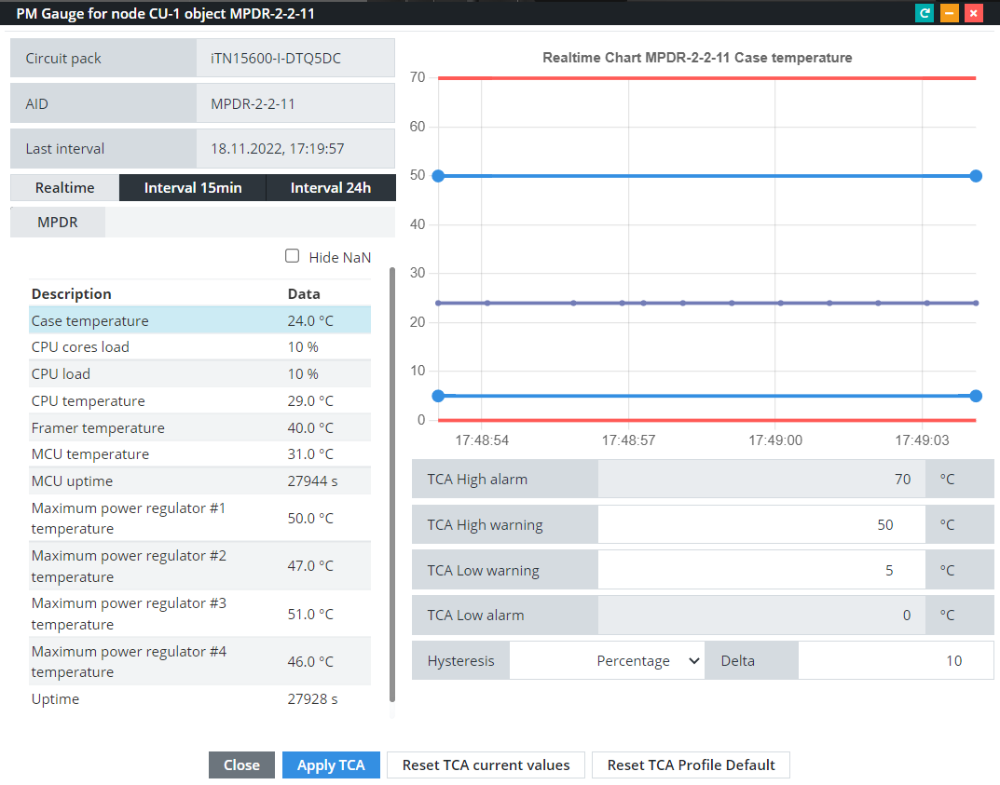 PM Gauge for node CU-1 object MPDR-2-2-11
Circuit pack iTN15600-I-DTQ5DC
AID MPDR-2-2-11
Last interval 18.11.2022, 17:19:57
Realtime Interval 15min Interval 24h
MPDR
Hide NaN
Description Data
Case temperature 24.0 °C
CPU cores load 10 %
CPU load 10 %
CPU temperature 29.0 °C
Framer temperature 40.0 °C
MCU temperature 31.0 °C
MCU uptime 27944 s
Maximum power regulator #1
temperature 50.0 °C
Maximum power regulator #2
temperature 47.0 °C
Maximum power regulator #3
temperature 51.0 °C
Maximum power regulator #4
temperature 46.0 °C
Uptime 27928 s
Realtime Chart MPDR-2-2-11 Case temperature
70
60
50
40
30
20
10
0
17:48:54 17:48:57 17:49:00 17:49:03
TCA High alarm 70 °C
TCA High warning 50 °C
TCA Low warning 5 °C
TCA Low alarm 0 °C
Hysteresis Percentage Delta 10
Close Apply TCA Reset TCA current values Reset TCA Profile Default